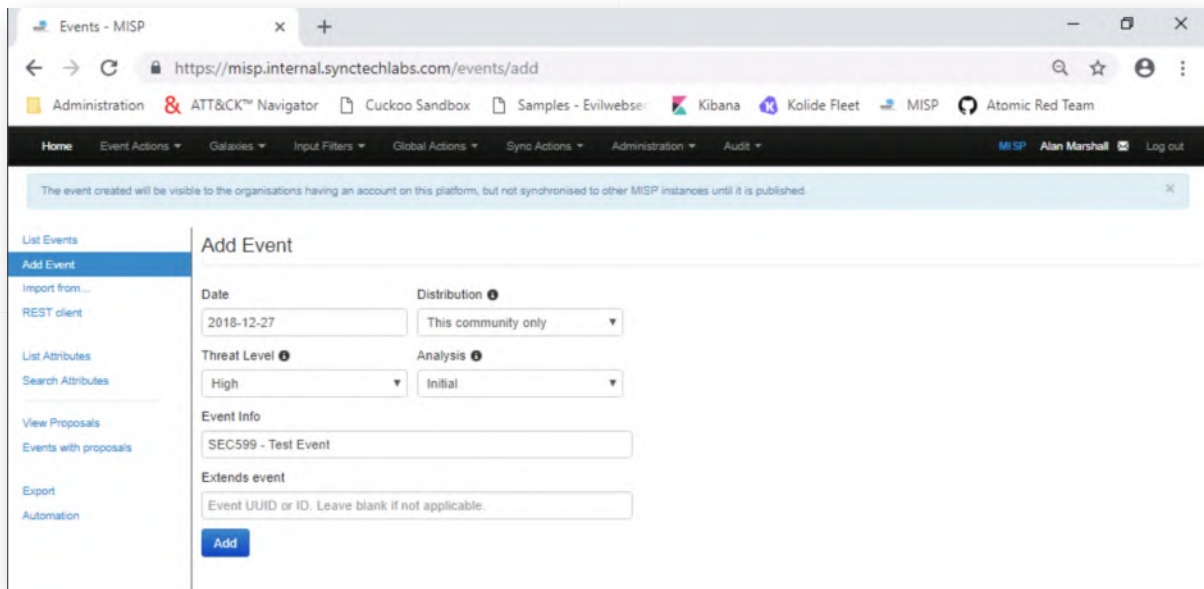 Events - MISP
https://misp.internal.synctechlabs.com/events/add
Administration ATT&CK™ Navigator Cuckoo Sandbox Samples - Evilwebser Kibana Kolide Fleet MISP Atomic Red Team
Home Event Actions Galaxies Input Filters Global Actions Sync Actions Administration Audit MISP Alan Marshall Log out
The event created will be visible to the organisations having an account on this platform, but not synchronised to other MISP instances until it is published.
List Events
Add Event
Import from...
REST client
List Attributes
Search Attributes
View Proposals
Events with proposals
Export
Automation
Add Event
Date Distribution
2018-12-27 This community only
Threat Level Analysis
High Initial
Event Info
SEC599 - Test Event
Extends event
Event UUID or ID. Leave blank if not applicable.
Add